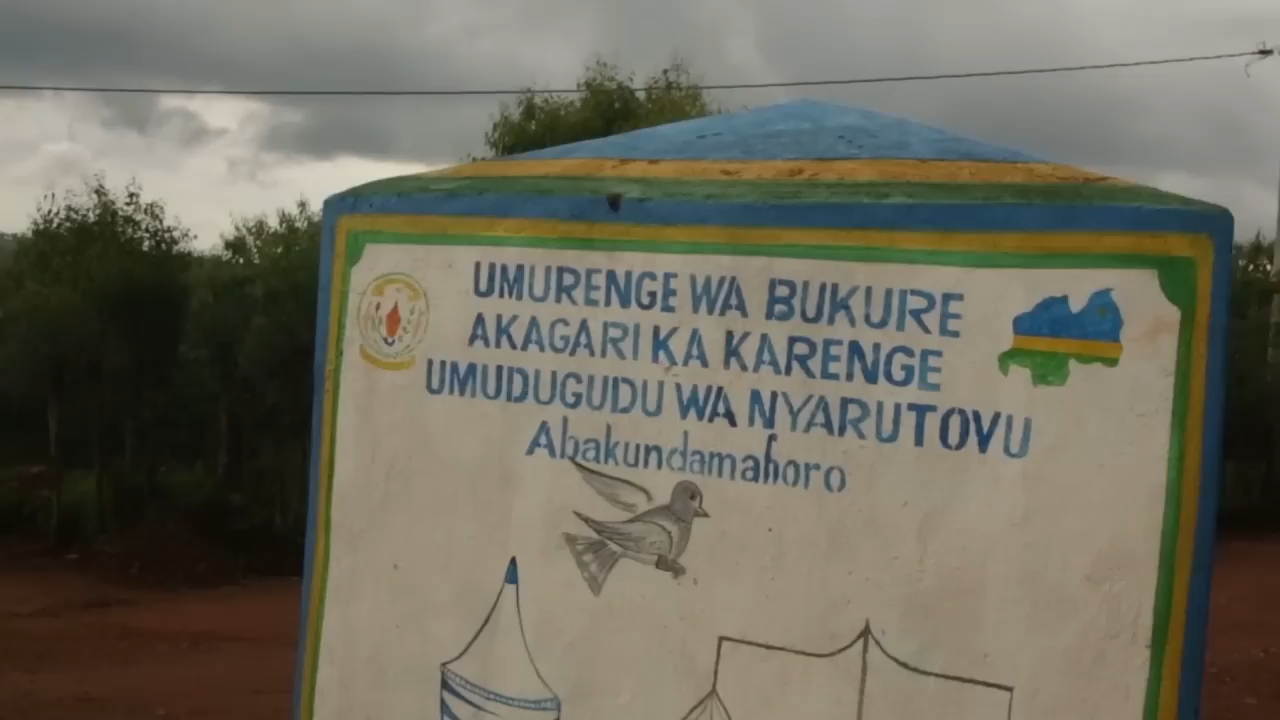 UMURENGE WA BUKURE
AKAGARI KA KARENGE
UMUDUGUDU WA NYARUTOVU
Abakundamahoro